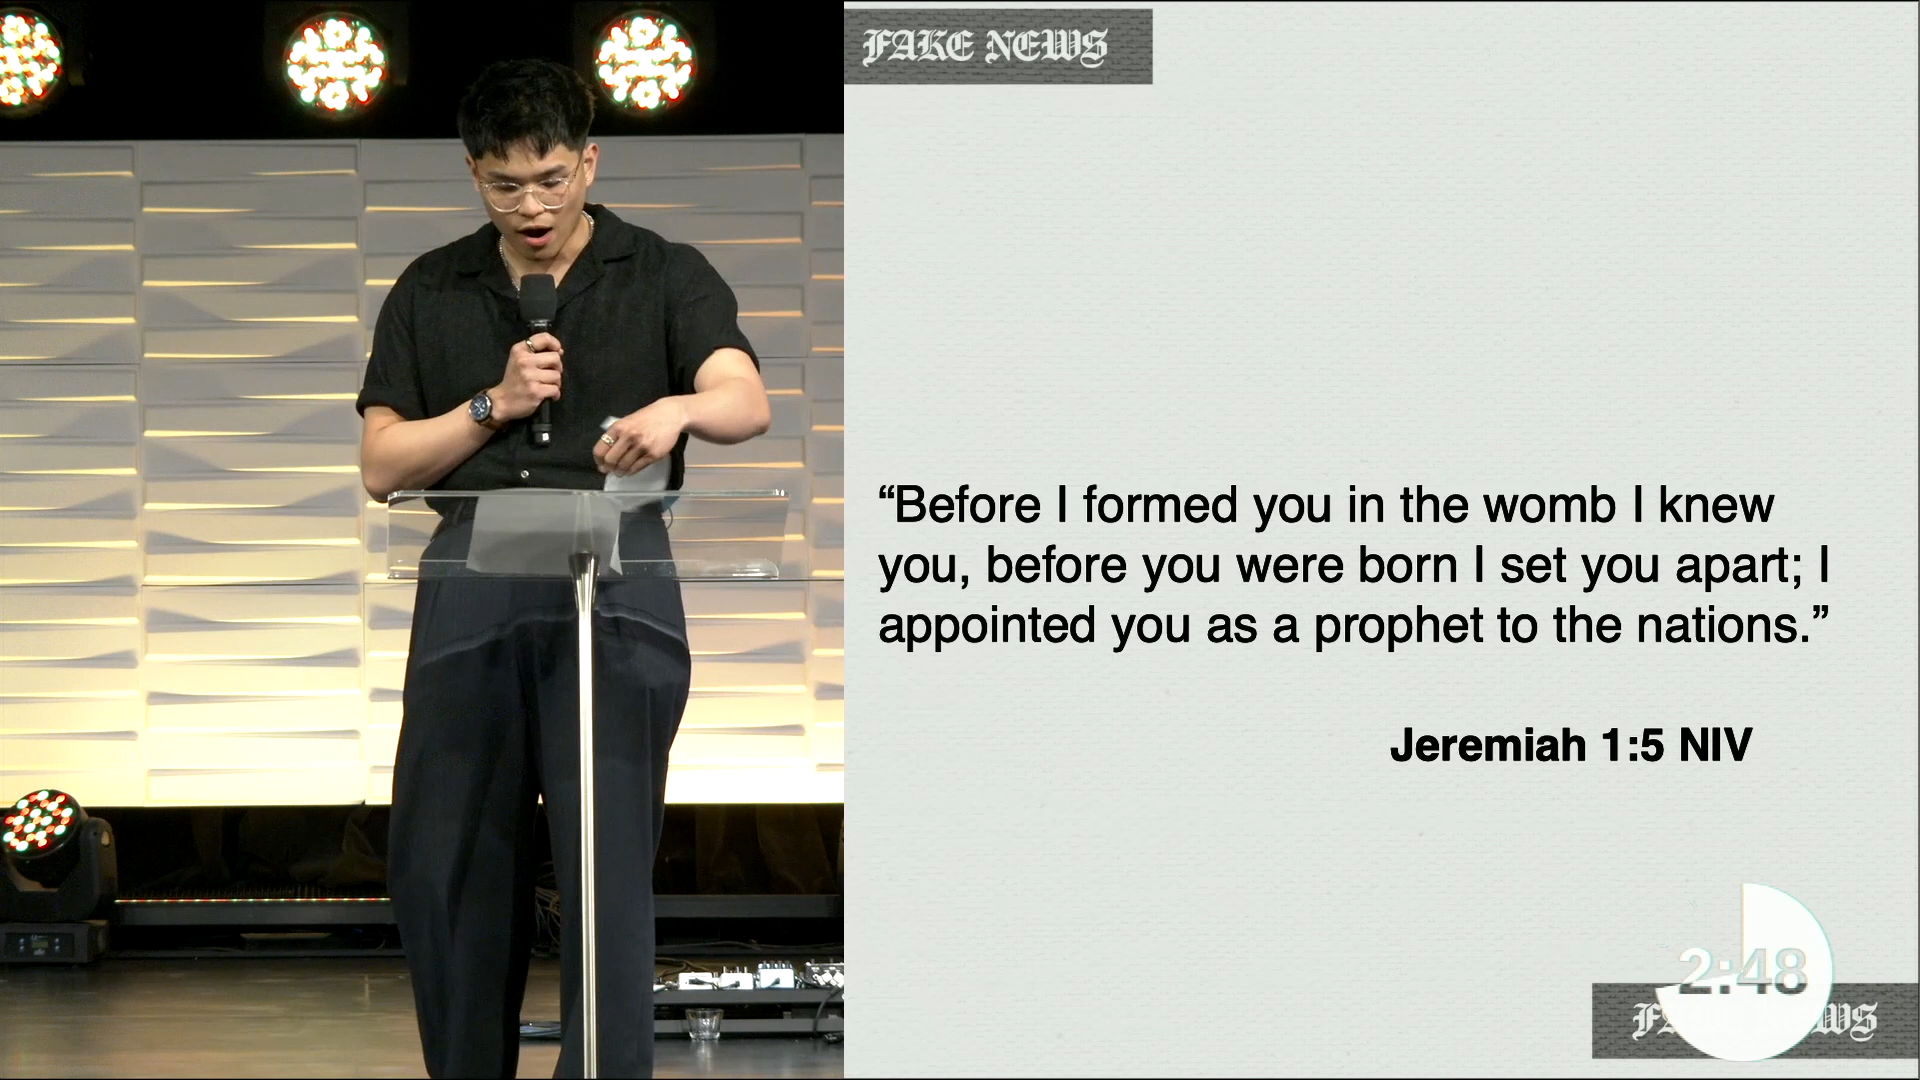 FAKE NEWS
“Before I formed you in the womb I knew
you, before you were born I set you apart; I
appointed you as a prophet to the nations.”
Jeremiah 1:5 NIV
2:48